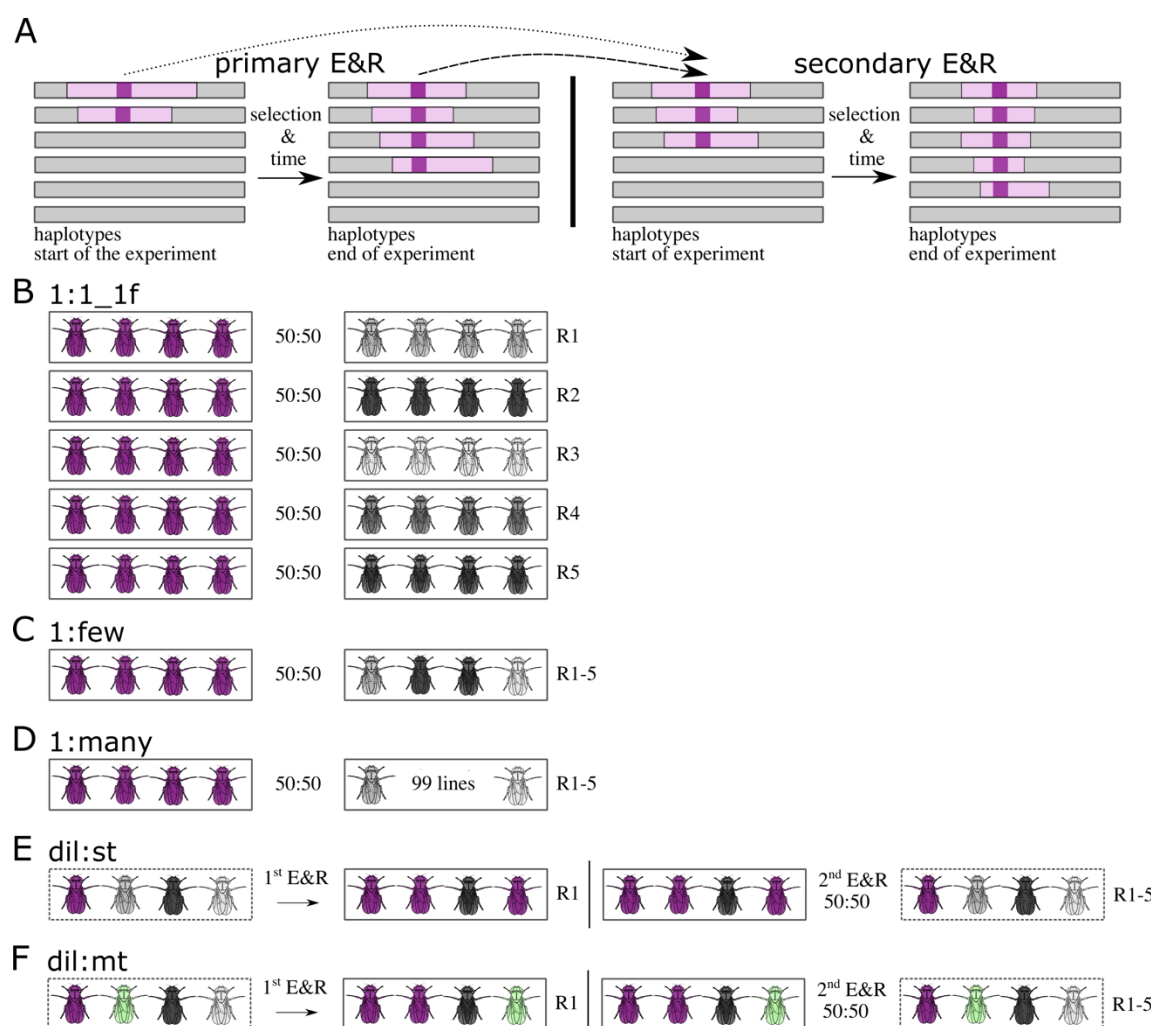 A
primary E&R
secondary E&R
selection
&
time
selection
&
time
haplotypes
start of the experiment
haplotypes
end of experiment
haplotypes
start of experiment
haplotypes
end of experiment
B 1:1_1f
50:50 R1
50:50 R2
50:50 R3
50:50 R4
50:50 R5
C 1:few
50:50 R1-5
D 1:many
50:50 99 lines R1-5
E dil:st
1st E&R R1 2nd E&R
50:50 R1-5
F dil:mt
1st E&R R1 2nd E&R
50:50 R1-5